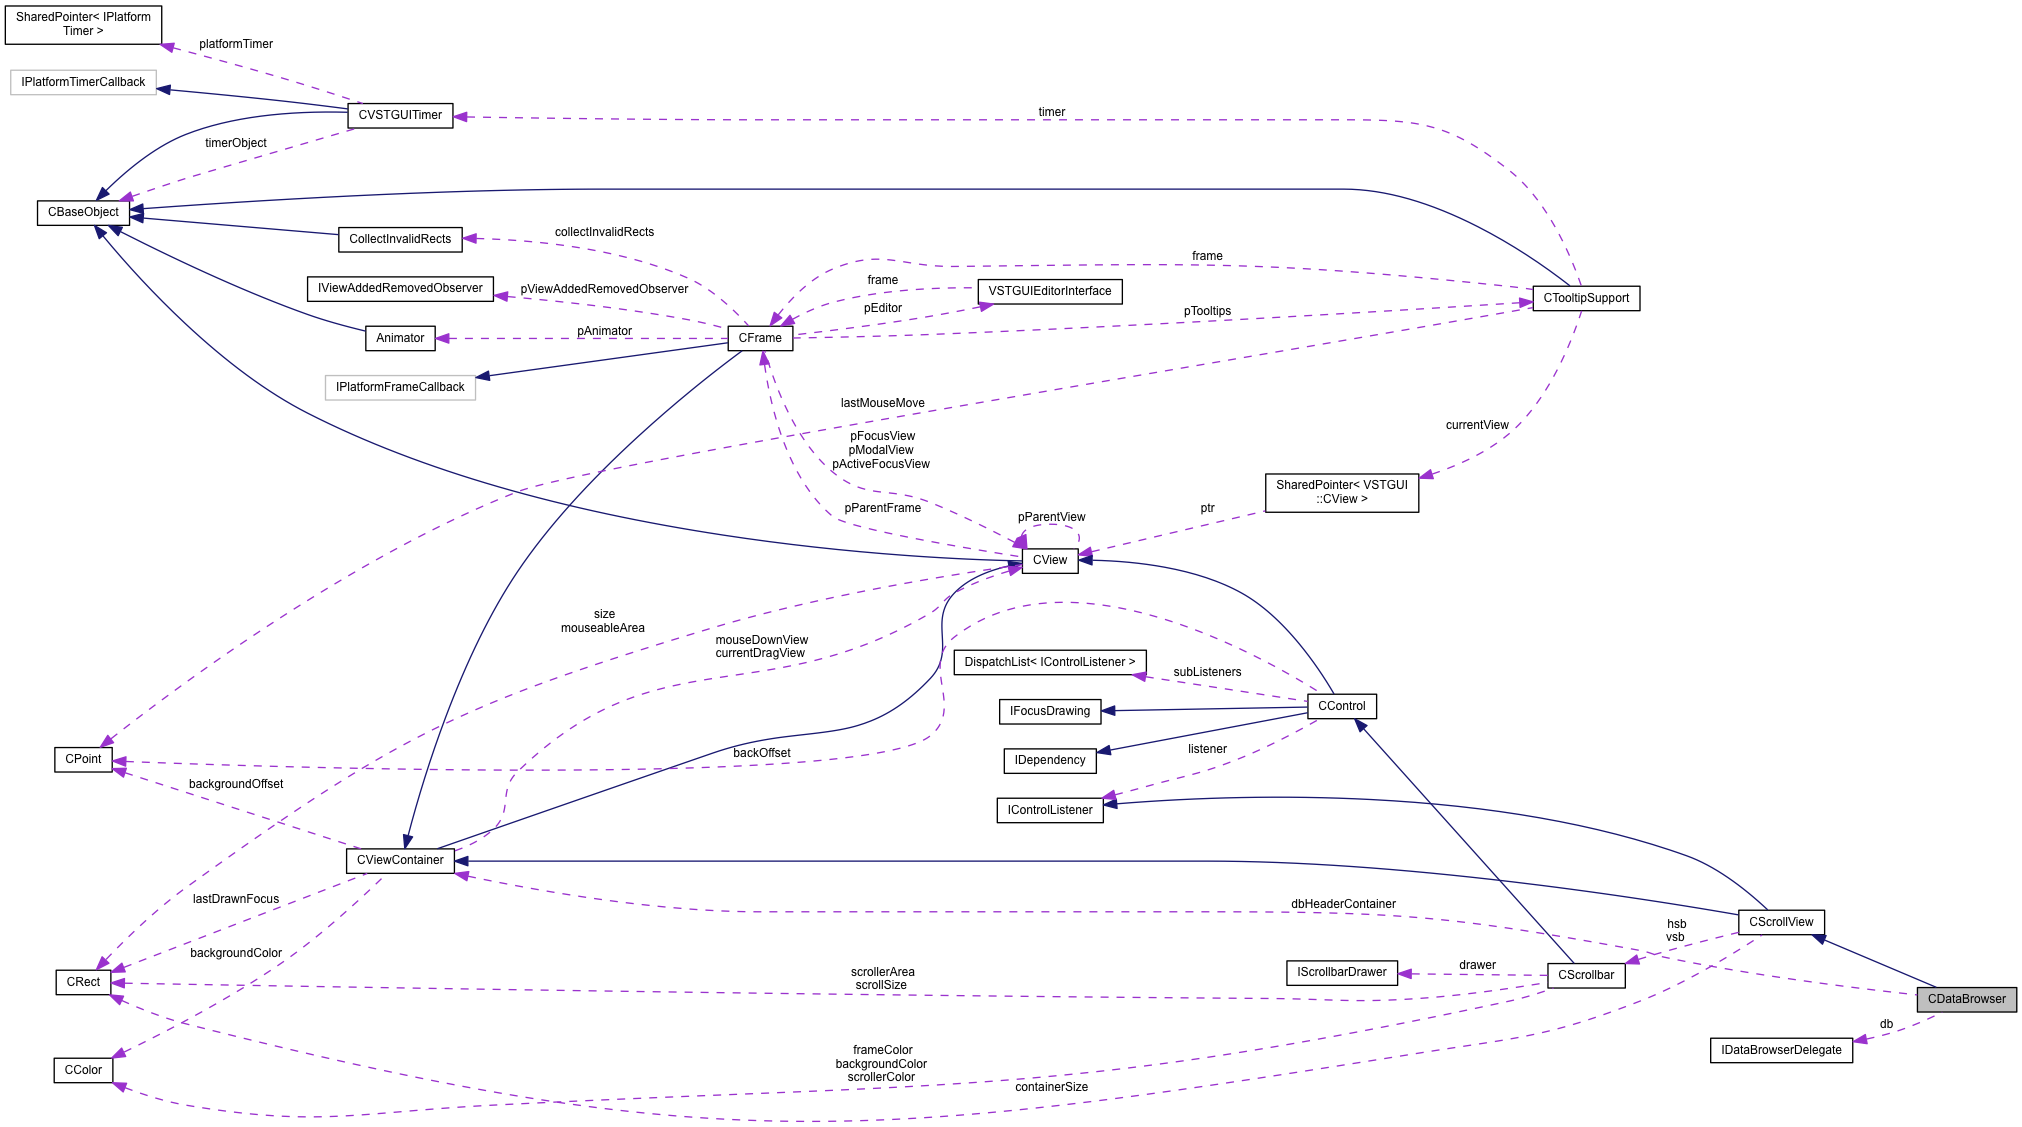 SharedPointer< IPlatform
Timer >
platformTimer
IPlatformTimerCallback
CVSTGUITimer
timer
timerObject
CBaseObject
CollectInvalidRects
collectInvalidRects
frame
IViewAddedRemovedObserver
pViewAddedRemovedObserver
frame
VSTGUIEditorInterface
CTooltipSupport
pEditor
pTooltips
Animator
pAnimator
CFrame
IPlatformFrameCallback
lastMouseMove
currentView
pFocusView
pModalView
pActiveFocusView
SharedPointer< VSTGUI
::CView >
pParentFrame
ptr
pParentView
CView
size
mouseableArea
mouseDownView
currentDragView
DispatchList< IControlListener >
subListeners
IFocusDrawing
CControl
CPoint
backOffset
IDependency
listener
backgroundOffset
IControlListener
CViewContainer
lastDrawnFocus
dbHeaderContainer
hsb
vsb
CScrollView
backgroundColor
CRect
scrollerArea
scrollSize
IScrollbarDrawer
drawer
CScrollbar
CDataBrowser
db
IDataBrowserDelegate
CColor
frameColor
backgroundColor
scrollerColor
containerSize